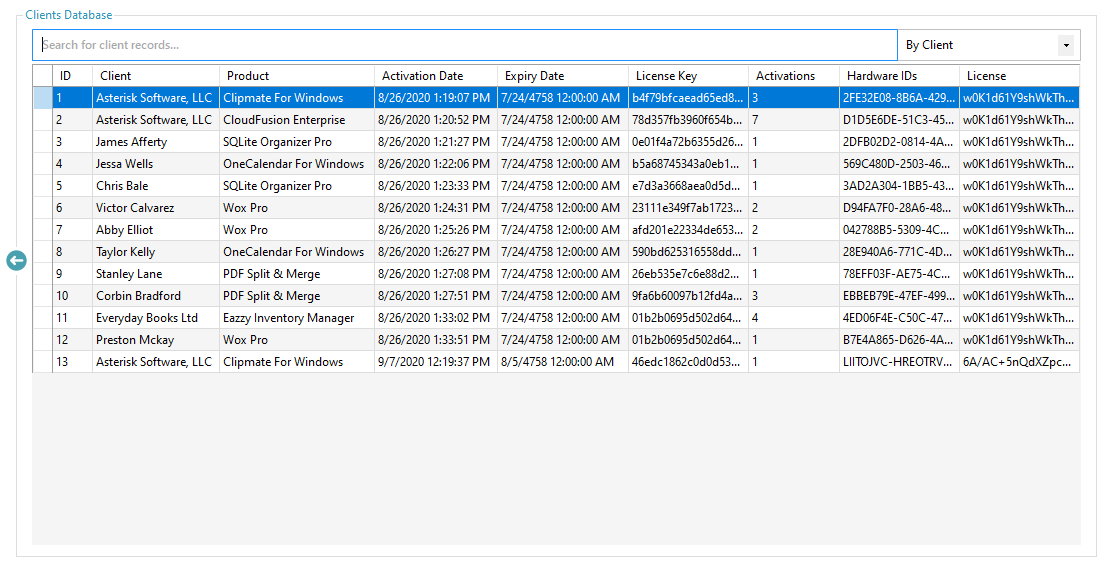 Clients Database
Search for client records...
By Client
ID Client Product Activation Date Expiry Date License Key Activations Hardware IDs License
1 Asterisk Software, LLC Clipmate For Windows 8/26/2020 1:19:07 PM 7/24/4758 12:00:00 AM b4f79bfcaead65ed8... 3 2FE32E08-8B6A-429... w0K1d61Y9shWkTh...
2 Asterisk Software, LLC CloudFusion Enterprise 8/26/2020 1:20:52 PM 7/24/4758 12:00:00 AM 78d357fb3960f654b... 7 D1D5E6DE-51C3-45... w0K1d61Y9shWkTh...
3 James Afferty SQLite Organizer Pro 8/26/2020 1:21:27 PM 7/24/4758 12:00:00 AM 0e01f4a72b6355d26... 1 2DFB02D2-0814-4A... w0K1d61Y9shWkTh...
4 Jessa Wells OneCalendar For Windows 8/26/2020 1:22:06 PM 7/24/4758 12:00:00 AM b5a68745343a0eb1... 1 569C480D-2503-46... w0K1d61Y9shWkTh...
5 Chris Bale SQLite Organizer Pro 8/26/2020 1:23:33 PM 7/24/4758 12:00:00 AM e7d3a3668aea0d5d... 1 3AD2A304-1BB5-43... w0K1d61Y9shWkTh...
6 Victor Calvarez Wox Pro 8/26/2020 1:24:31 PM 7/24/4758 12:00:00 AM 23111e349f7ab1723... 2 D94FA7F0-28A6-48... w0K1d61Y9shWkTh...
7 Abby Elliot Wox Pro 8/26/2020 1:25:26 PM 7/24/4758 12:00:00 AM afd201e22334de653... 2 042788B5-5309-4C... w0K1d61Y9shWkTh...
8 Taylor Kelly OneCalendar For Windows 8/26/2020 1:26:27 PM 7/24/4758 12:00:00 AM 590bd625316558dd... 1 28E940A6-771C-4D... w0K1d61Y9shWkTh...
9 Stanley Lane PDF Split & Merge 8/26/2020 1:27:08 PM 7/24/4758 12:00:00 AM 26eb535e7c6e88d2... 1 78EFF03F-AE75-4C... w0K1d61Y9shWkTh...
10 Corbin Bradford PDF Split & Merge 8/26/2020 1:27:51 PM 7/24/4758 12:00:00 AM 9fa6b60097b12fd4a... 3 EBBEB79E-47EF-499... w0K1d61Y9shWkTh...
11 Everyday Books Ltd Eazzy Inventory Manager 8/26/2020 1:33:02 PM 7/24/4758 12:00:00 AM 01b2b0695d502d64... 4 4ED06F4E-C50C-47... w0K1d61Y9shWkTh...
12 Preston Mckay Wox Pro 8/26/2020 1:33:51 PM 7/24/4758 12:00:00 AM 01b2b0695d502d64... 1 B7E4A865-D626-4A... w0K1d61Y9shWkTh...
13 Asterisk Software, LLC Clipmate For Windows 9/7/2020 12:19:37 PM 8/5/4758 12:00:00 AM 46edc1862c0d0d53... 1 LIITOJVC-HREOTRV... 6A/AC+5nQdXZpc...